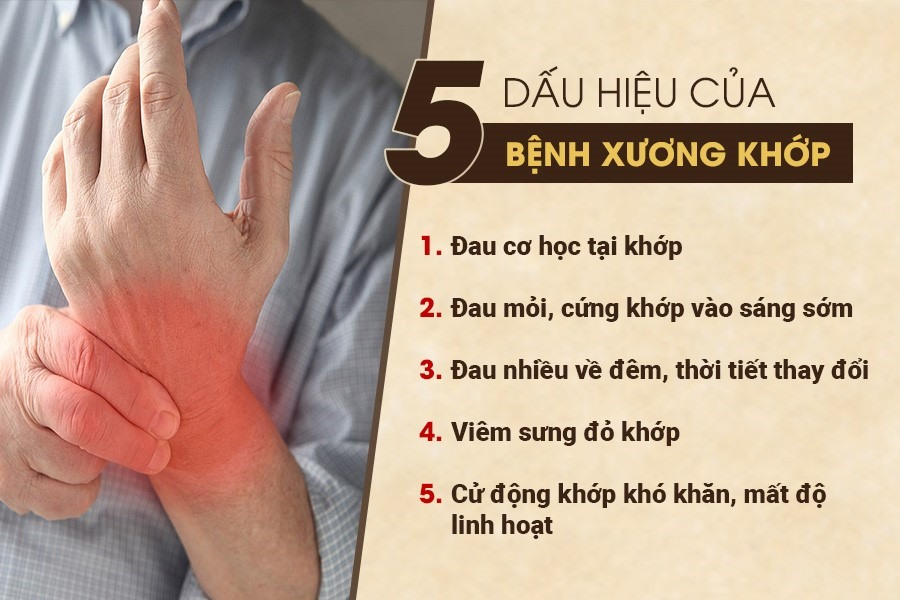 5 DẤU HIỆU CỦA
BỆNH XƯƠNG KHỚP
1. Đau cơ học tại khớp
2. Đau mỏi, cứng khớp vào sáng sớm
3. Đau nhiều về đêm, thời tiết thay đổi
4. Viêm sưng đỏ khớp
5. Cử động khớp khó khăn, mất độ
linh hoạt